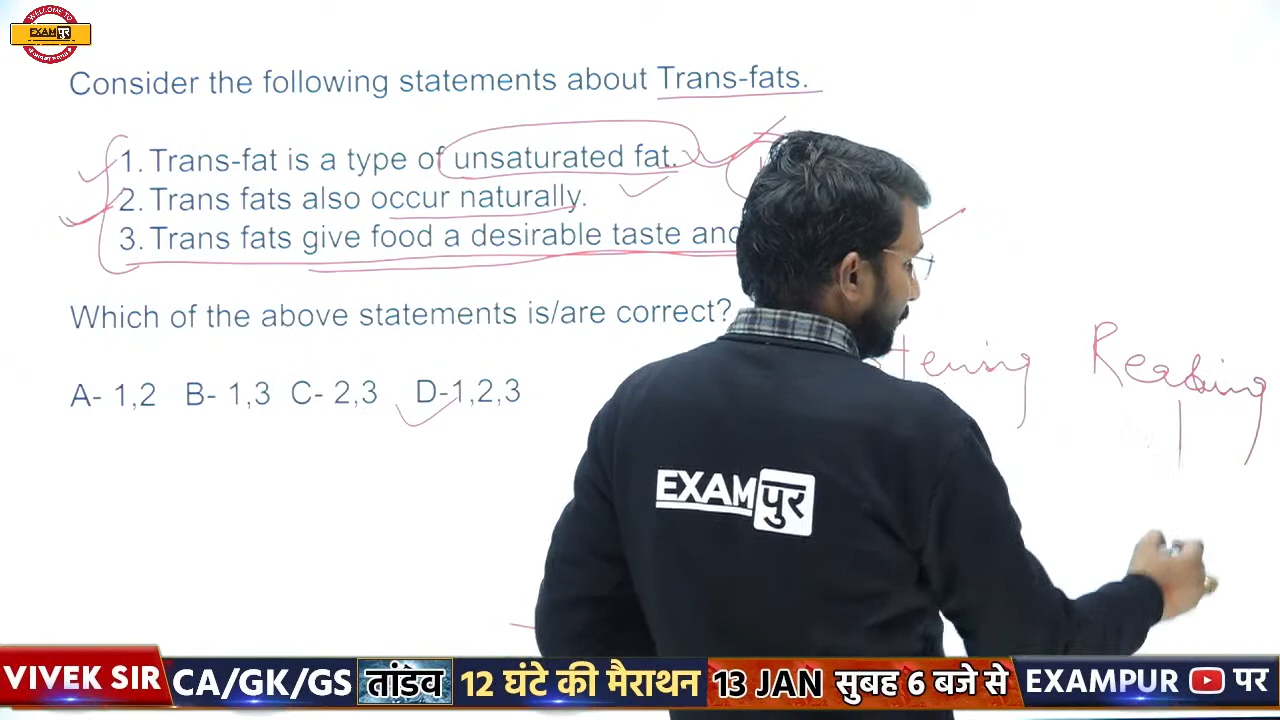 WELCOME TO
EXAMपुर
Consider the following statements about Trans-fats.
1. Trans-fat is a type of unsaturated fat.
2. Trans fats also occur naturally.
3. Trans fats give food a desirable taste and
Which of the above statements is/are correct?
A- 1,2 B- 1,3 C- 2,3 D-1,2,3
tening Reading
EXAMपुर
VIVEK SIR CA/GK/GS तांडव 12 घंटे की मैराथन 13 JAN सुबह 6 बजे से EXAMPUR पर